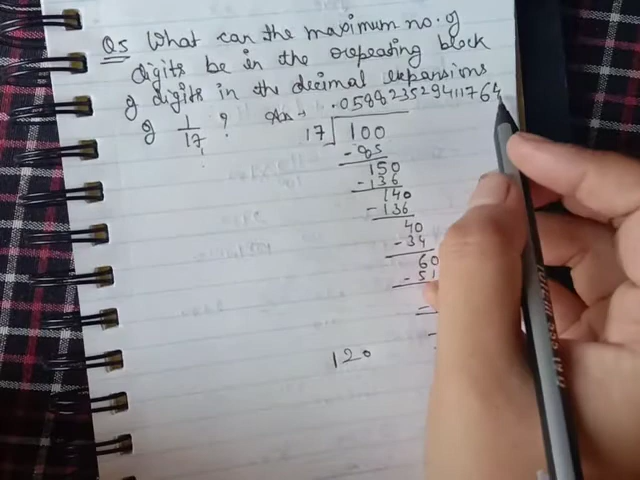 Q5 What can the maximum no. of
digits be in the repeating block
of digits in the decimal expansions
of 1/17 ? Ans → .058823529411764
17 100
- 85
150
- 136
140
- 136
40
- 34
60
- 51
120